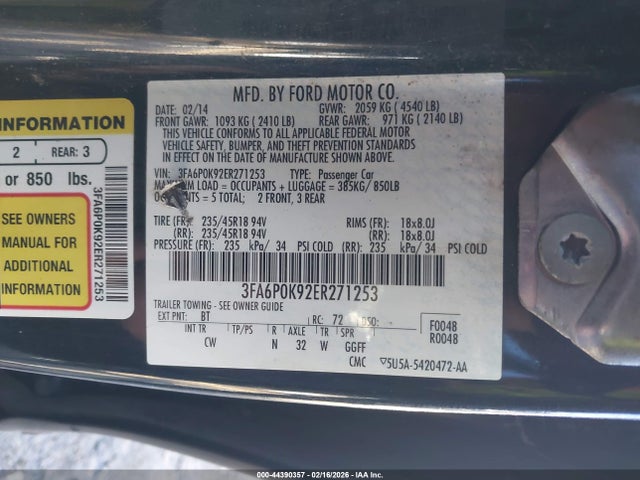 INFORMATION
2 REAR: 3
or 850 lbs.
SEE OWNERS
MANUAL FOR
ADDITIONAL
INFORMATION
3FA6P0K92ER271253
MFD. BY FORD MOTOR CO.
DATE: 02/14 GVWR: 2059 KG ( 4540 LB)
FRONT GAWR: 1093 KG ( 2410 LB) REAR GAWR: 971 KG ( 2140 LB)
THIS VEHICLE CONFORMS TO ALL APPLICABLE FEDERAL MOTOR
VEHICLE SAFETY, BUMPER, AND THEFT PREVENTION STANDARDS
IN EFFECT ON THE DATE OF MANUFACTURE SHOWN ABOVE.
VIN: 3FA6P0K92ER271253 TYPE: Passenger Car
MAXIMUM LOAD = OCCUPANTS + LUGGAGE = 385KG/850LB
= 5 TOTAL; 2 FRONT, 3 REAR
TIRE (FR): 235/45R18 94V RIMS (FR): 18x8.0J
(RR): 235/45R18 94V (RR): 18x8.0J
PRESSURE (FR): 235 kPa/ 34 PSI COLD (RR): 235 kPa/ 34 PSI COLD
3FA6P0K92ER271253
TRAILER TOWING - SEE OWNER GUIDE
EXT PNT: BT RC: 72 DSO: F0048
R0048
INT TR TP/PS R AXLE TR SPR
CW N 32 W GGFF
CMC ▽5U5A-5420472-AA
000-44390357 - 02/16/2026 - IAAI.CA